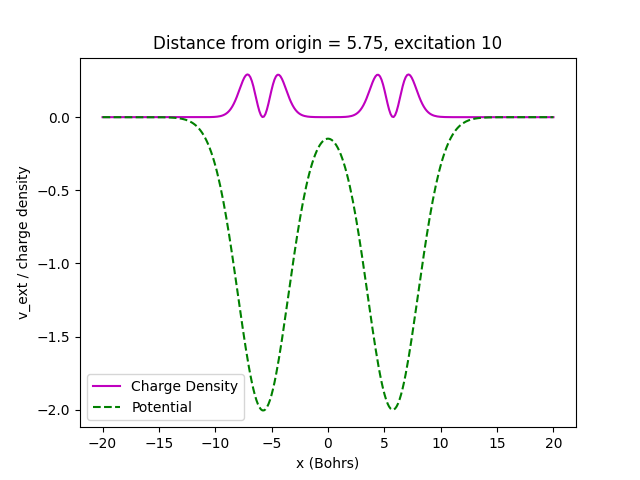 Distance from origin = 5.75, excitation 10
v_ext / charge density
0.0
−0.5
−1.0
−1.5
−2.0
Charge Density
Potential
−20 −15 −10 −5 0 5 10 15 20
x (Bohrs)